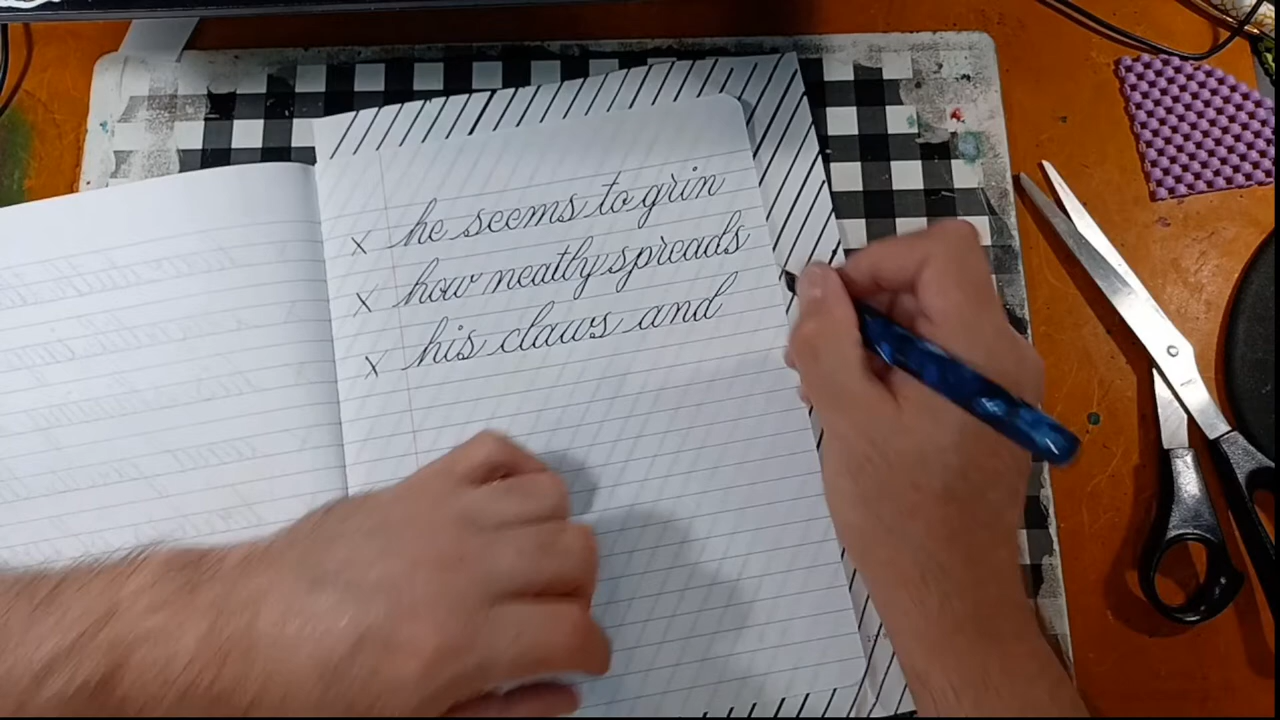 x he seems to grin
x how neatly spreads
x his claws and